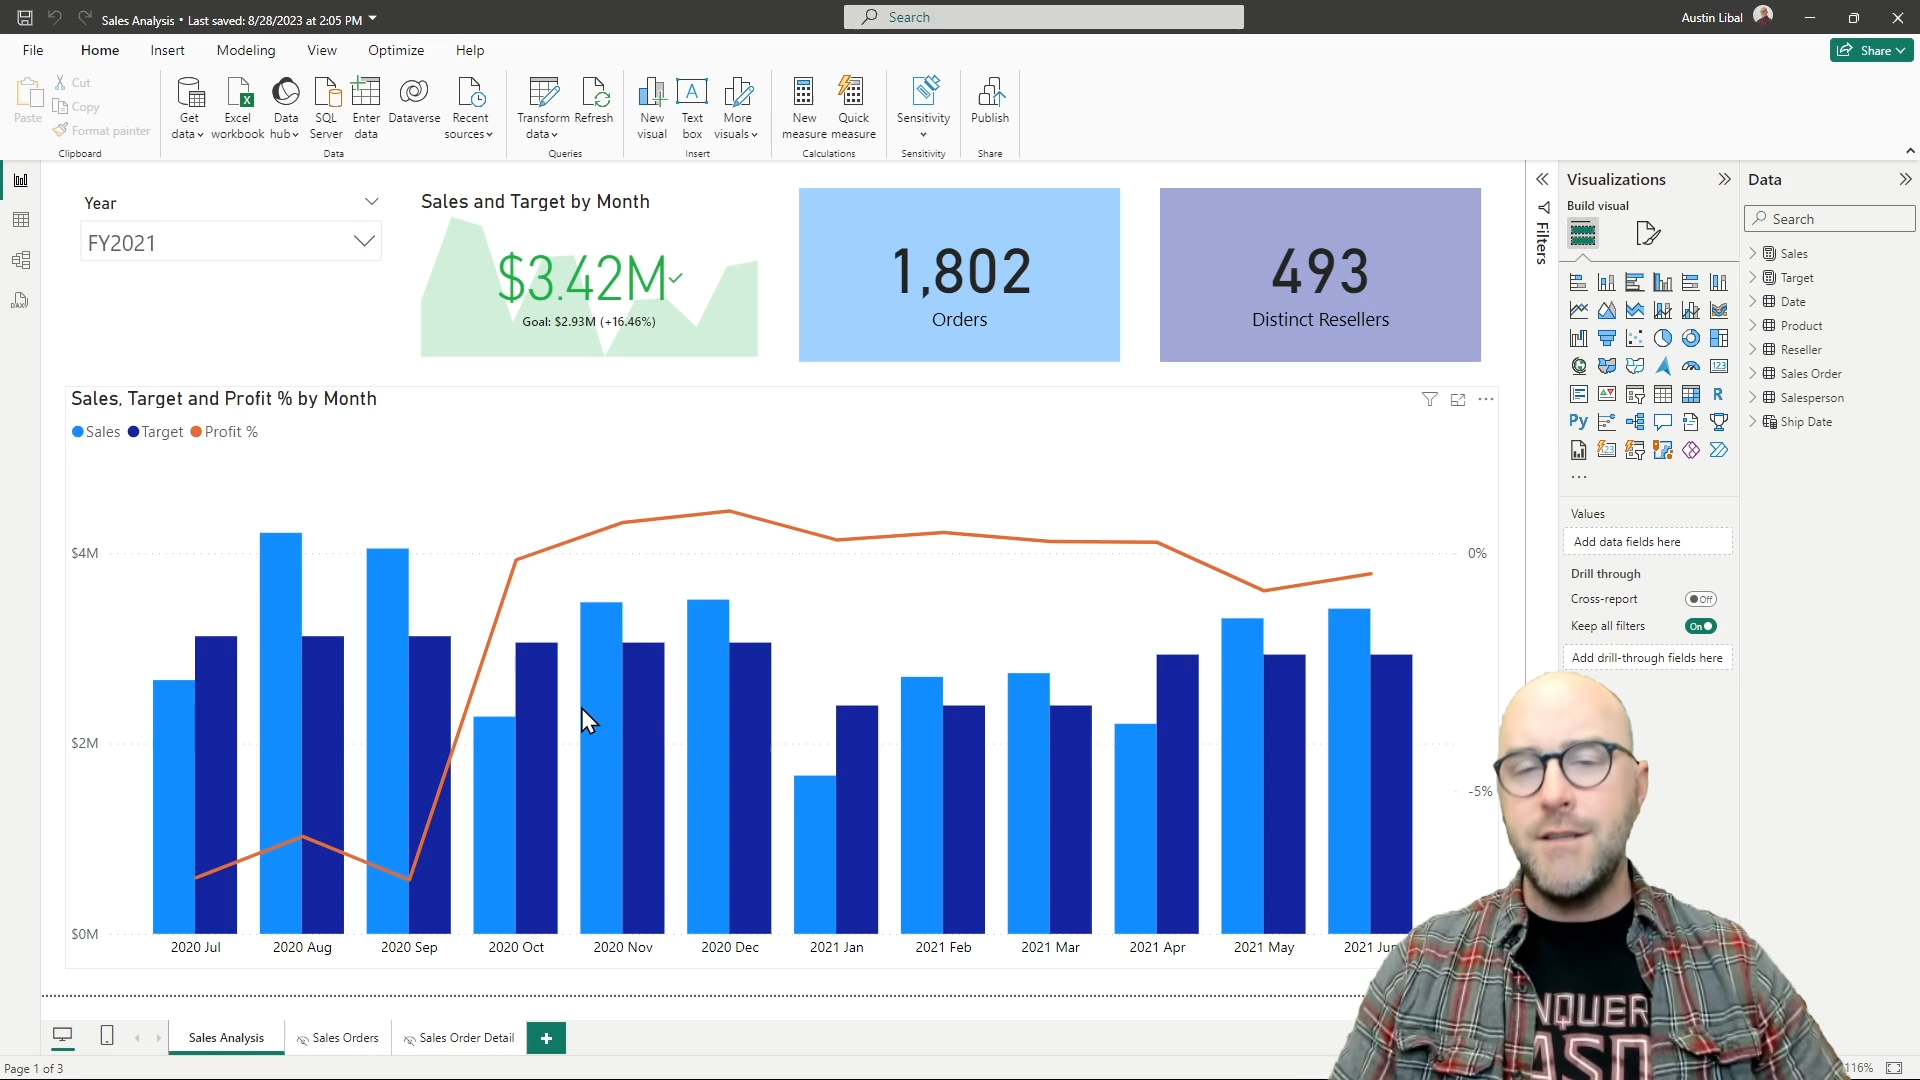 Sales Analysis • Last saved: 8/28/2023 at 2:05 PM
Search
Austin Libal
File Home Insert Modeling View Optimize Help
Share
Paste
Cut
Copy
Format painter
Clipboard
Get data
Excel workbook
Data hub
SQL Server
Enter data
Dataverse
Recent sources
Data
Transform data
Refresh
Queries
New visual
Text box
More visuals
Insert
New measure
Quick measure
Calculations
Sensitivity
Sensitivity
Publish
Share
Year
FY2021
Sales and Target by Month
$3.42M
Goal: $2.93M (+16.46%)
1,802
Orders
493
Distinct Resellers
Sales, Target and Profit % by Month
Sales Target Profit %
$4M
$2M
$0M
0%
-5%
2020 Jul 2020 Aug 2020 Sep 2020 Oct 2020 Nov 2020 Dec 2021 Jan 2021 Feb 2021 Mar 2021 Apr 2021 May 2021 Jun
Filters
Visualizations
Build visual
Values
Add data fields here
Drill through
Cross-report
Off
Keep all filters
On
Add drill-through fields here
Data
Search
Sales
Target
Date
Product
Reseller
Sales Order
Salesperson
Ship Date
DAX
123
R
Py
123
NQUER
Sales Analysis
Sales Orders
Sales Order Detail
+
Page 1 of 3
116%